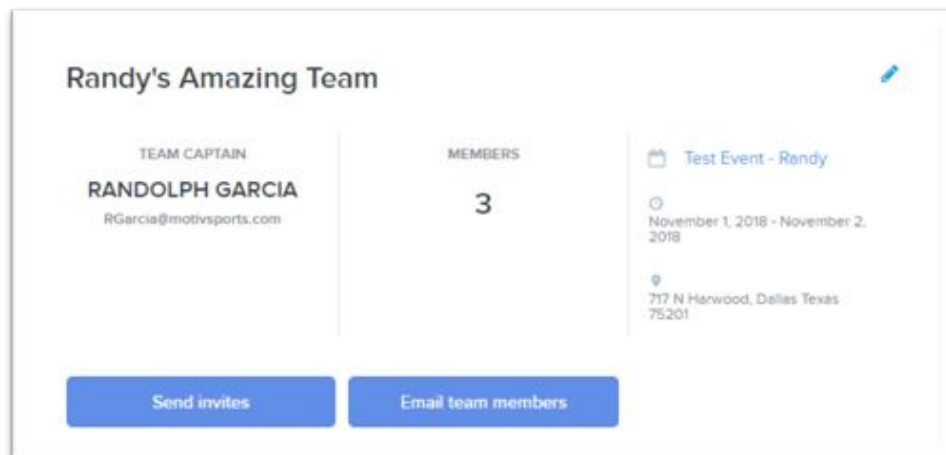 Randy's Amazing Team
TEAM CAPTAIN
RANDOLPH GARCIA
RGarcia@motivsports.com
MEMBERS
3
Test Event - Randy
November 1, 2018 - November 2,
2018
717 N Harwood, Dallas Texas
75201
Send invites
Email team members